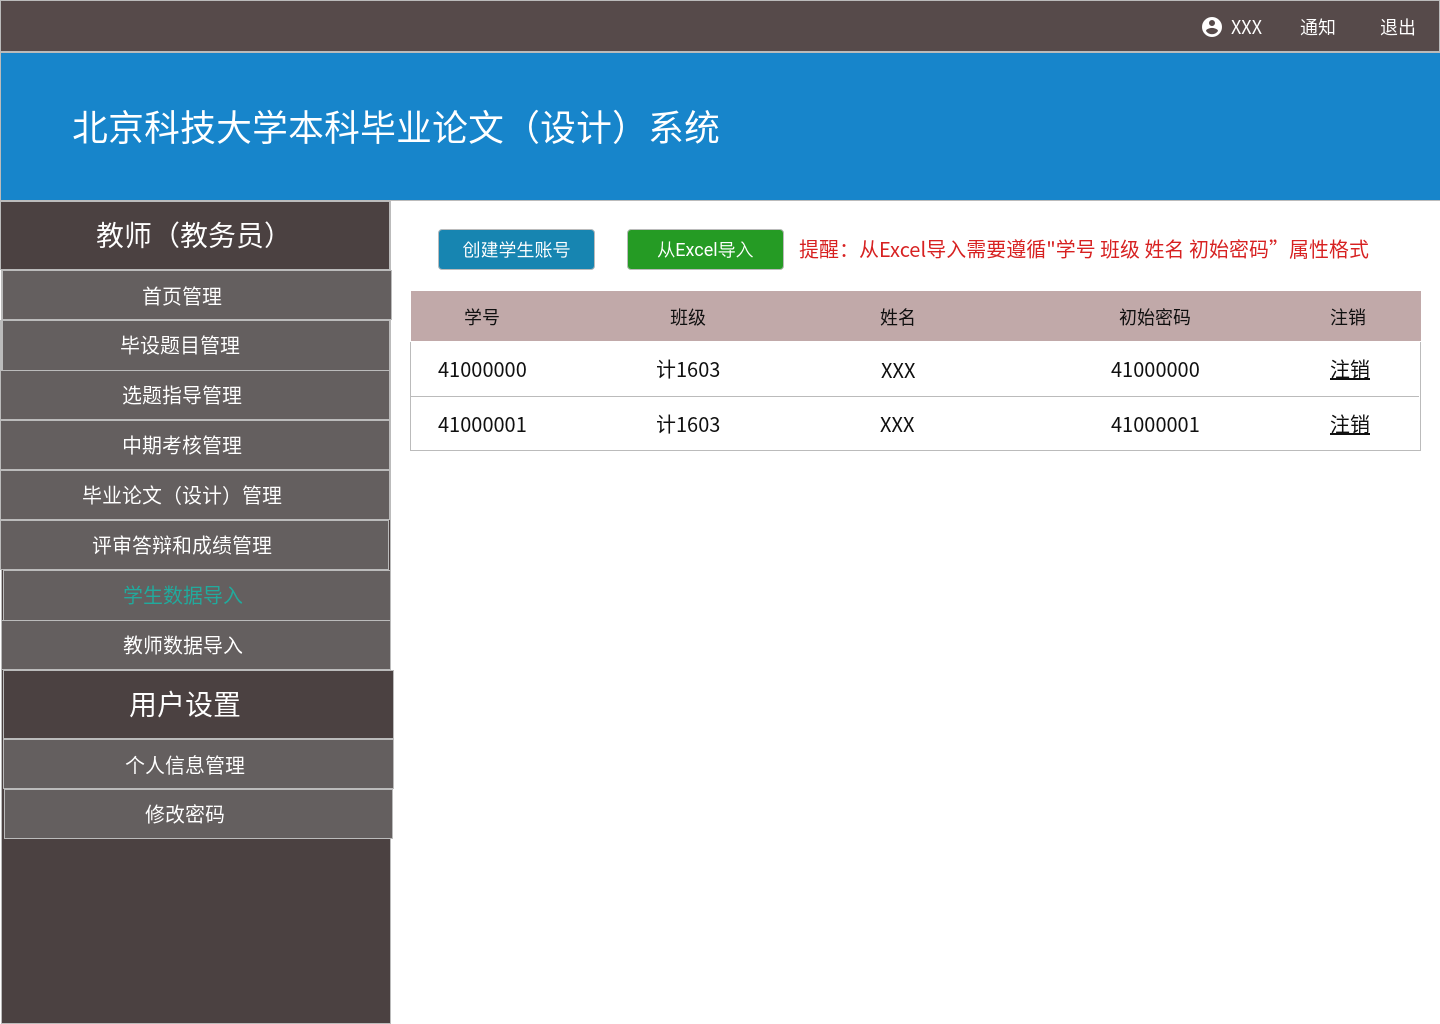 XXX 通知 退出
北京科技大学本科毕业论文（设计）系统
教师（教务员）
首页管理
毕设题目管理
选题指导管理
中期考核管理
毕业论文（设计）管理
评审答辩和成绩管理
学生数据导入
教师数据导入
用户设置
个人信息管理
修改密码
创建学生账号 从Excel导入 提醒：从Excel导入需要遵循"学号 班级 姓名 初始密码”属性格式
学号 班级 姓名 初始密码 注销
41000000 计1603 XXX 41000000 注销
41000001 计1603 XXX 41000001 注销